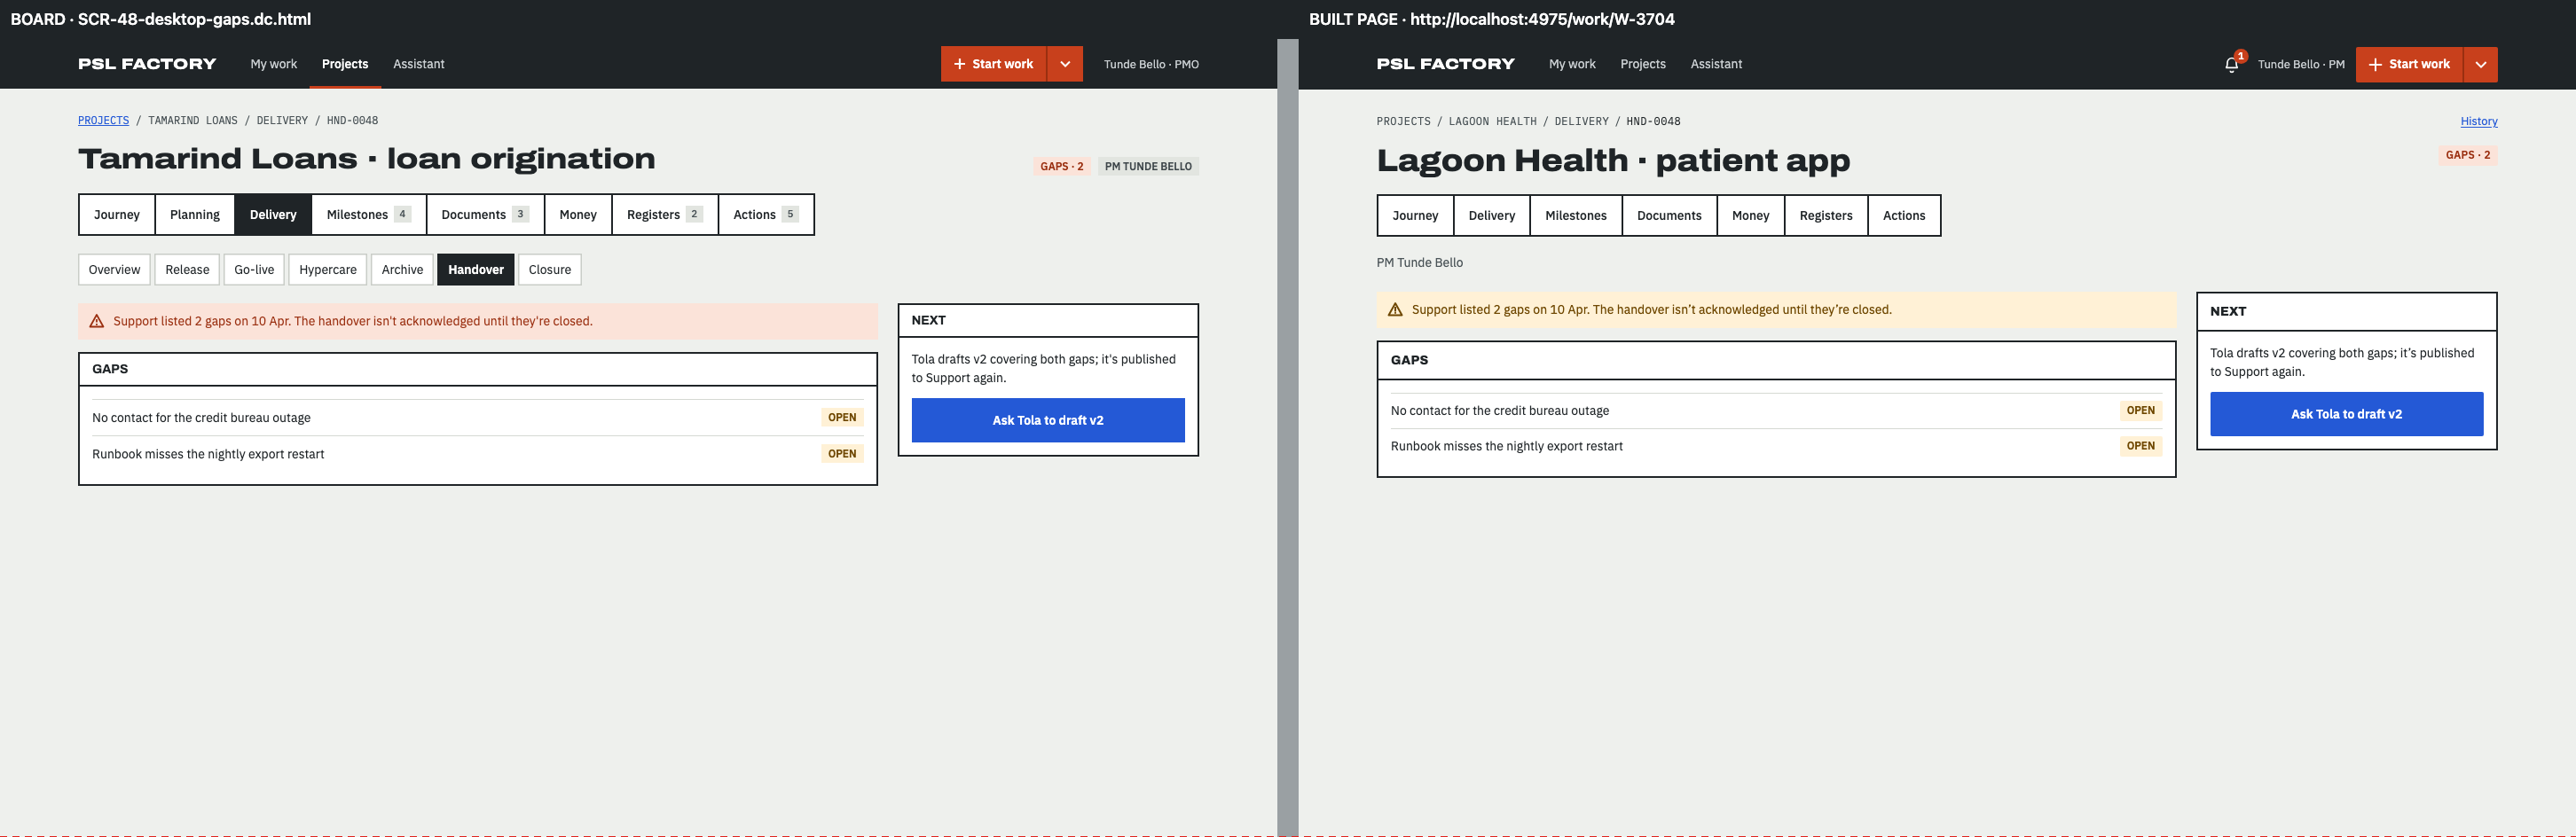 BOARD · SCR-48-desktop-gaps.dc.html
PSL FACTORY My work Projects Assistant + Start work Tunde Bello · PMO
PROJECTS / TAMARIND LOANS / DELIVERY / HND-0048
Tamarind Loans · loan origination
GAPS · 2 PM TUNDE BELLO
Journey Planning Delivery Milestones 4 Documents 3 Money Registers 2 Actions 5
Overview Release Go-live Hypercare Archive Handover Closure
Support listed 2 gaps on 10 Apr. The handover isn't acknowledged until they're closed.
GAPS
No contact for the credit bureau outage OPEN
Runbook misses the nightly export restart OPEN
NEXT
Tola drafts v2 covering both gaps; it's published
to Support again.
Ask Tola to draft v2
BUILT PAGE · http://localhost:4975/work/W-3704
PSL FACTORY My work Projects Assistant 1 Tunde Bello · PM + Start work
PROJECTS / LAGOON HEALTH / DELIVERY / HND-0048 History
Lagoon Health · patient app
GAPS · 2
Journey Delivery Milestones Documents Money Registers Actions
PM Tunde Bello
Support listed 2 gaps on 10 Apr. The handover isn’t acknowledged until they’re closed.
GAPS
No contact for the credit bureau outage OPEN
Runbook misses the nightly export restart OPEN
NEXT
Tola drafts v2 covering both gaps; it’s published
to Support again.
Ask Tola to draft v2